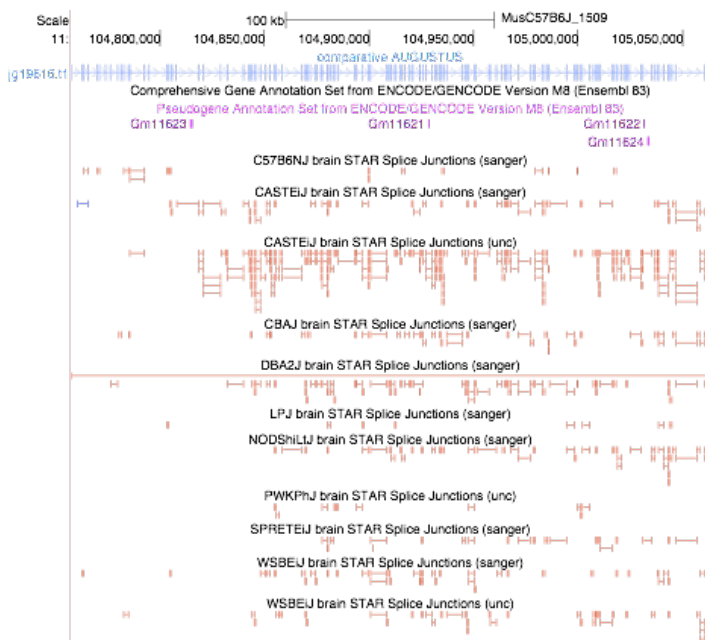 Scale 100 kb MusC57B6J_1509
11: 104,800,000 104,850,000 104,900,000 104,950,000 105,000,000 105,050,000
comparative AUGUSTUS
jg19616.t1
Comprehensive Gene Annotation Set from ENCODE/GENCODE Version M8 (Ensembl 83)
Pseudogene Annotation Set from ENCODE/GENCODE Version M8 (Ensembl 83)
Gm11623 Gm11621 Gm11622
Gm11624
C57B6NJ brain STAR Splice Junctions (sanger)
CASTEiJ brain STAR Splice Junctions (sanger)
CASTEiJ brain STAR Splice Junctions (unc)
CBAJ brain STAR Splice Junctions (sanger)
DBA2J brain STAR Splice Junctions (sanger)
LPJ brain STAR Splice Junctions (sanger)
NODShiLtJ brain STAR Splice Junctions (sanger)
PWKPhJ brain STAR Splice Junctions (unc)
SPRETEiJ brain STAR Splice Junctions (sanger)
WSBEiJ brain STAR Splice Junctions (sanger)
WSBEiJ brain STAR Splice Junctions (unc)